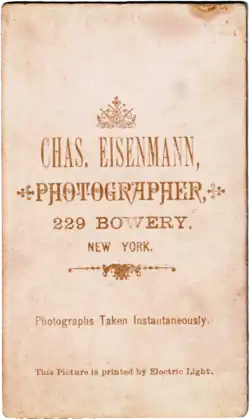 CHAS. EISENMANN,
PHOTOGRAPHER,
229 BOWERY.
NEW YORK.
Photographs Taken Instantaneously.
This Picture is printed by Electric Light.